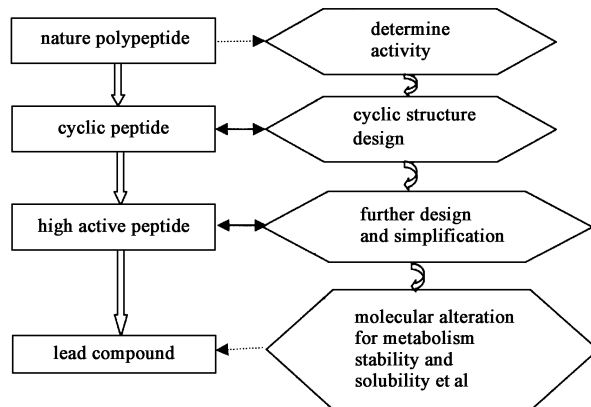 nature polypeptide
determine
activity
cyclic peptide
cyclic structure
design
high active peptide
further design
and simplification
lead compound
molecular alteration
for metabolism
stability and
solubility et al